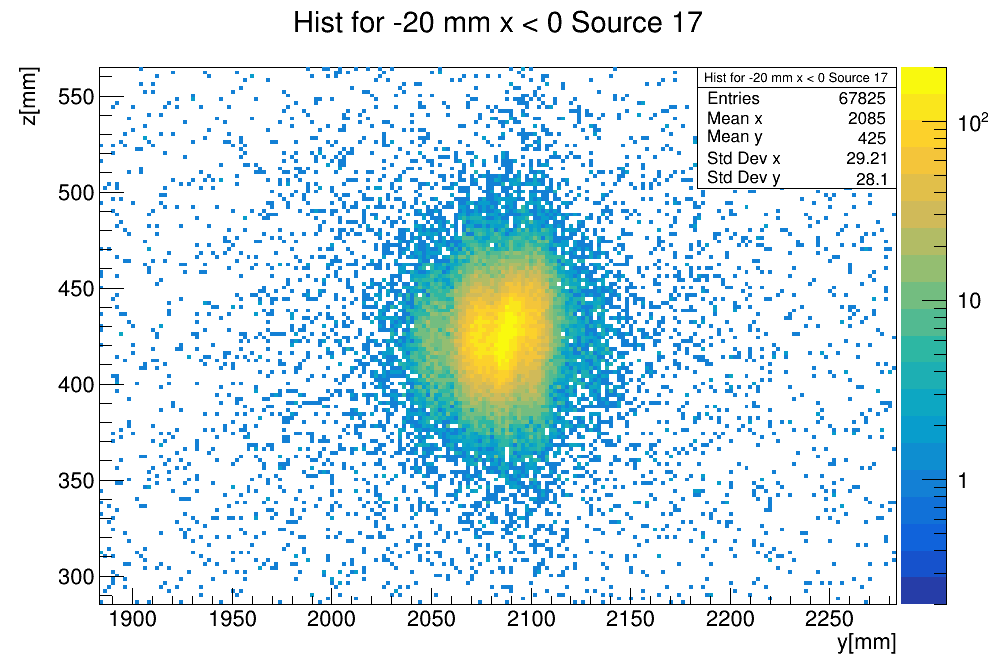 Hist for -20 mm x < 0 Source 17
z[mm]
Hist for -20 mm x < 0 Source 17
Entries 67825
Mean x 2085
Mean y 425
Std Dev x 29.21
Std Dev y 28.1
550
500
450
400
350
300
10²
10
1
1900 1950 2000 2050 2100 2150 2200 2250
y[mm]